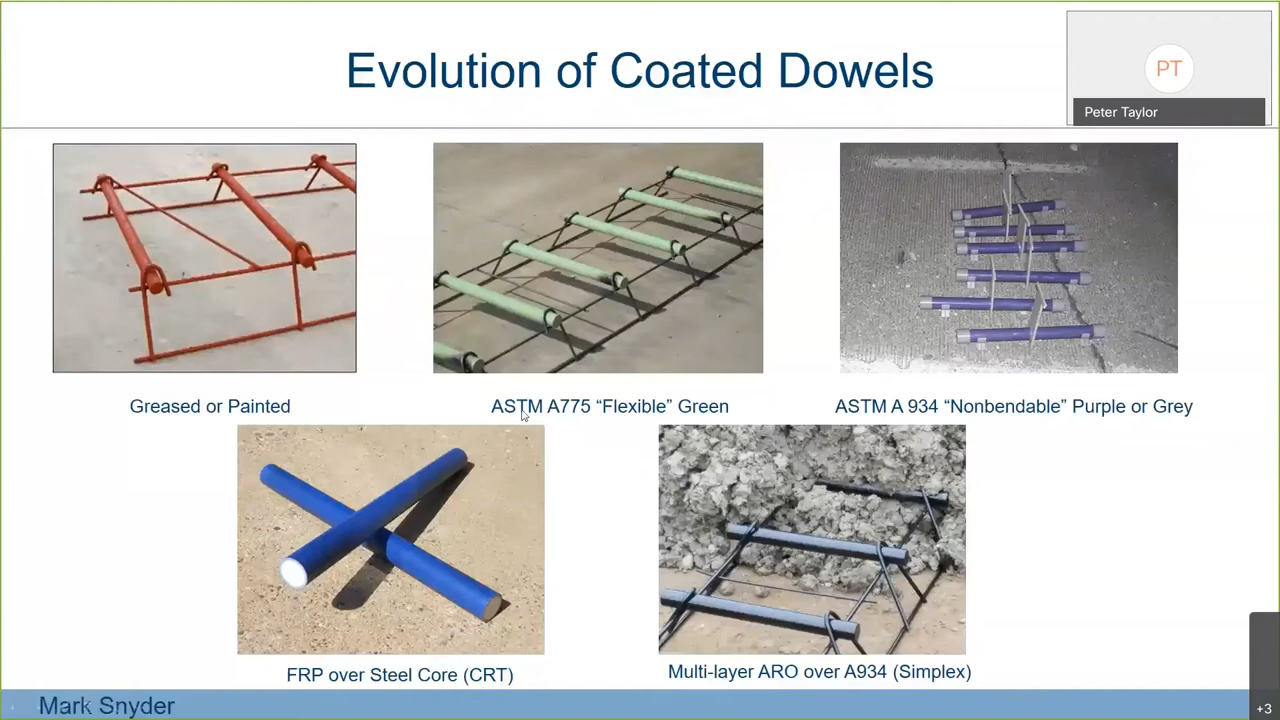 Evolution of Coated Dowels
PT
Peter Taylor
Greased or Painted
ASTM A775 “Flexible” Green
ASTM A 934 “Nonbendable” Purple or Grey
FRP over Steel Core (CRT)
Multi-layer ARO over A934 (Simplex)
Mark Snyder
+3